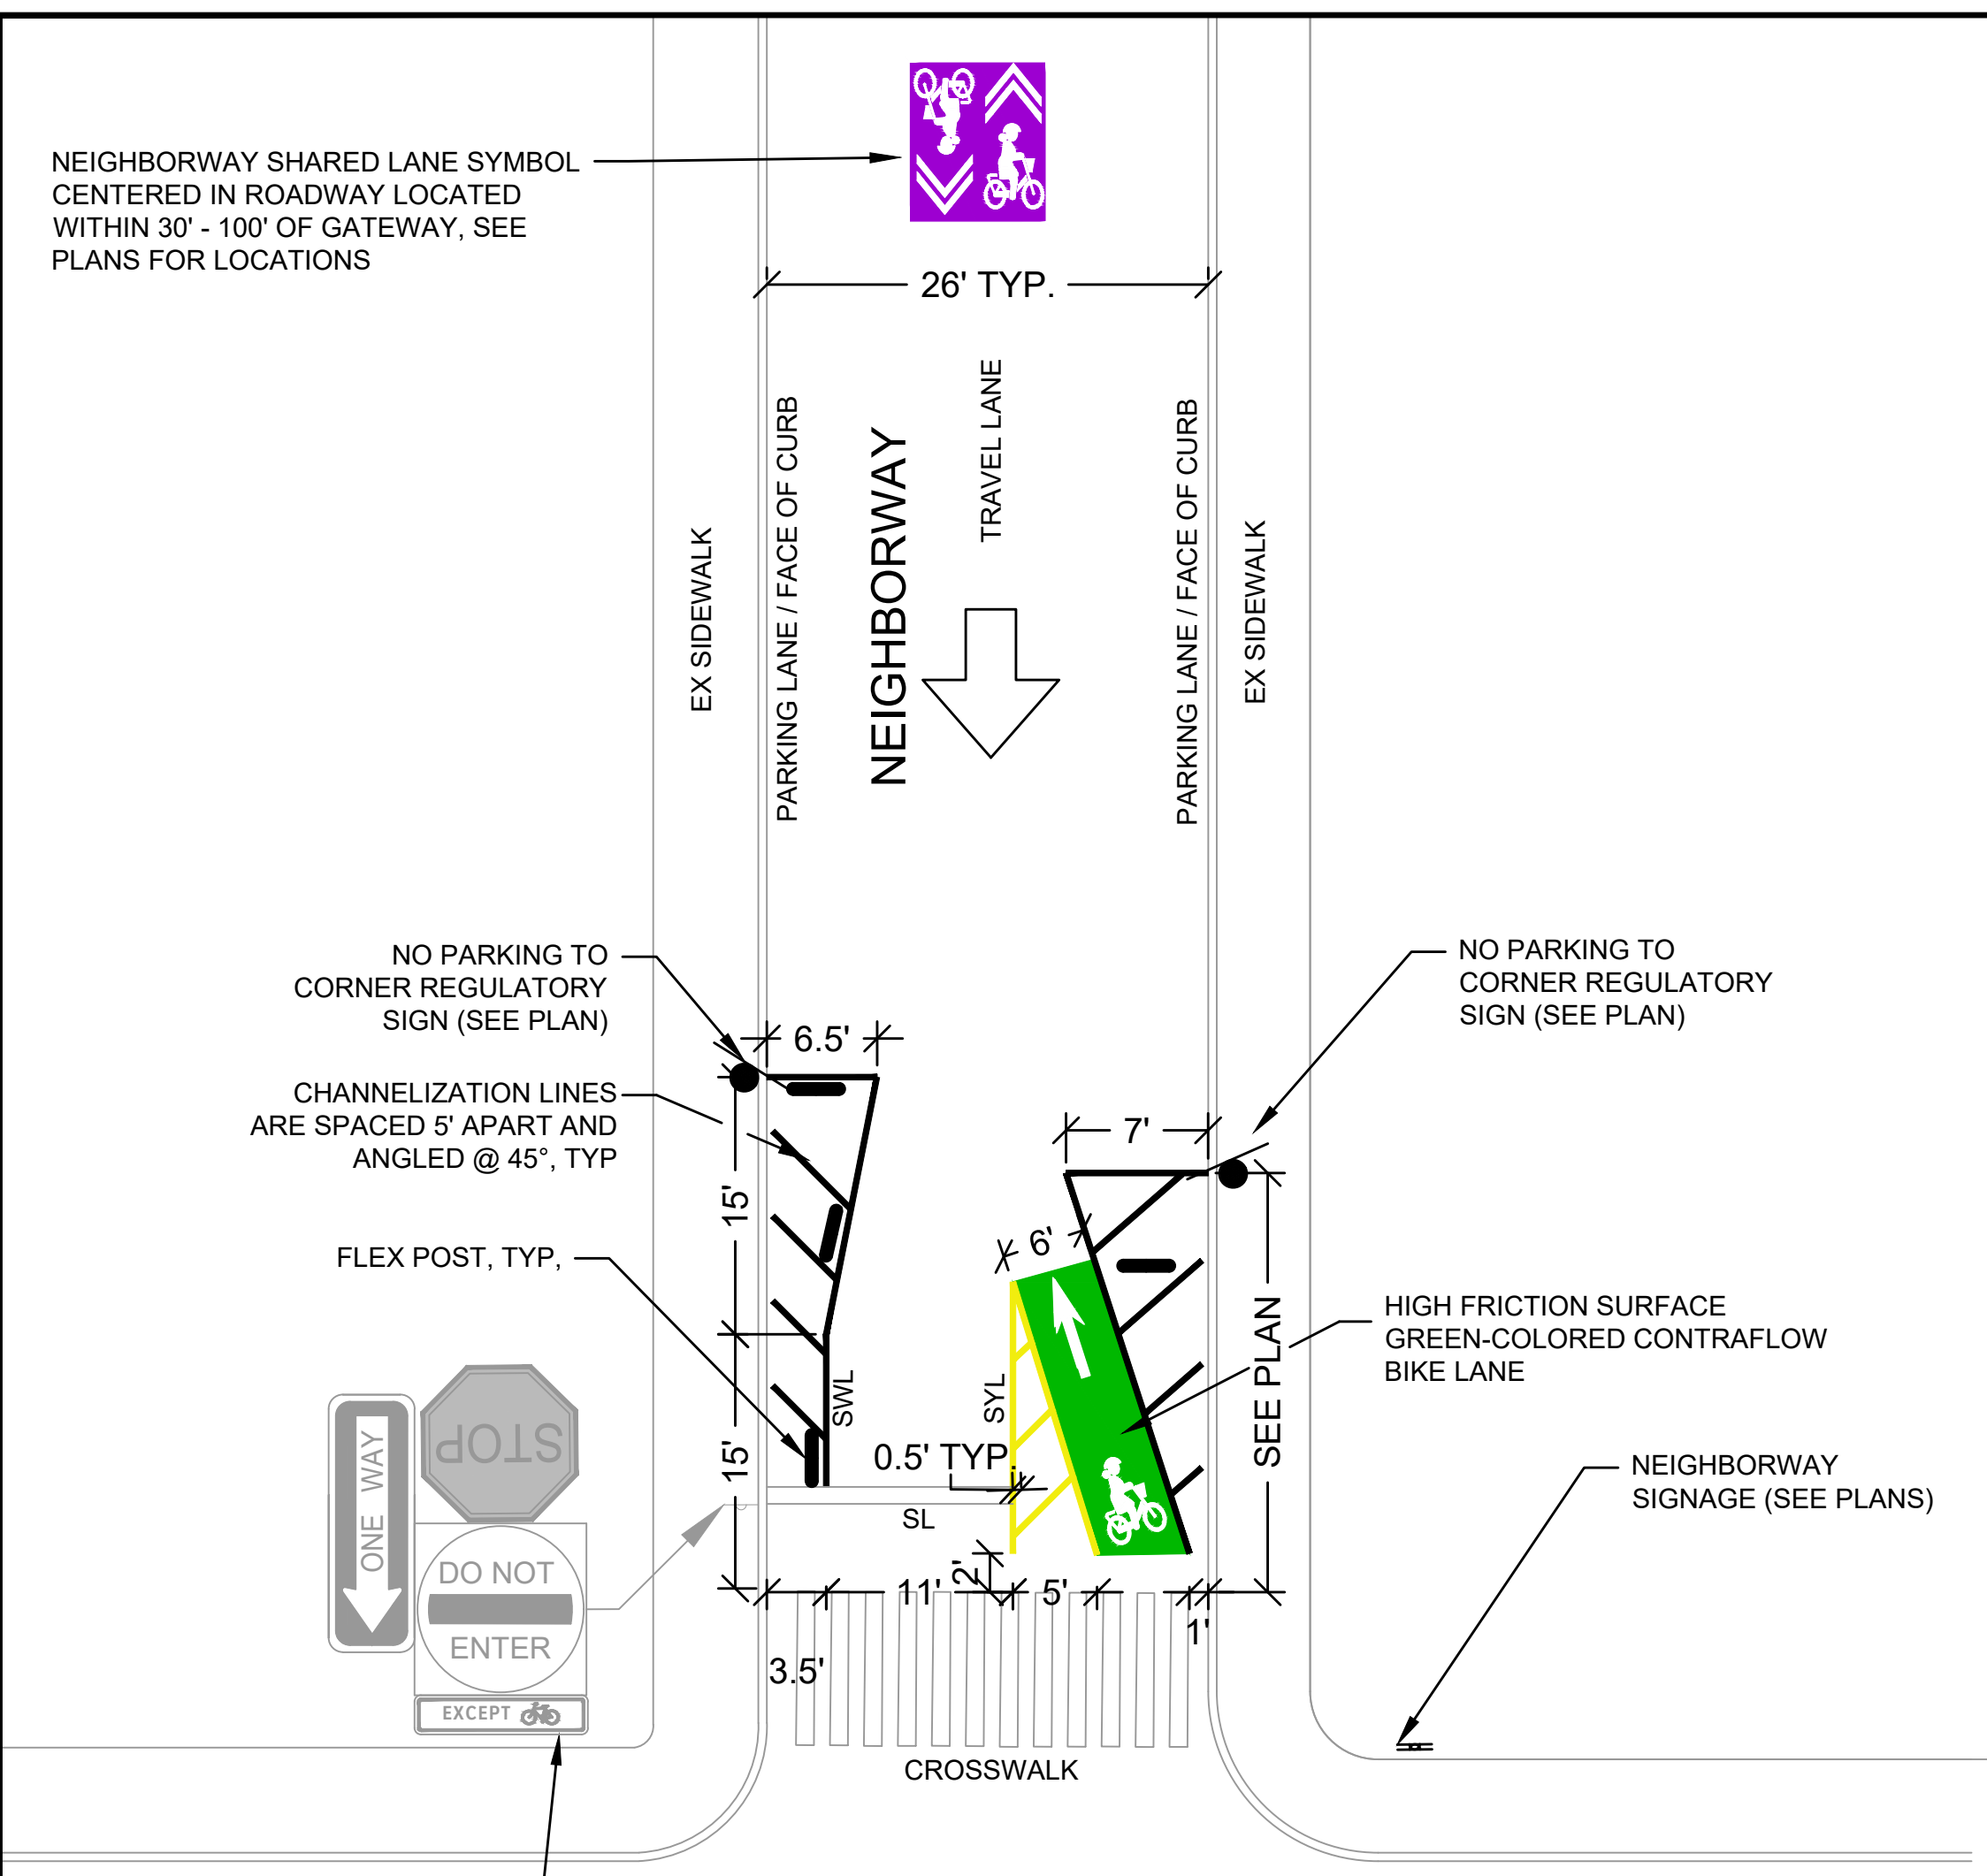 NEIGHBORWAY SHARED LANE SYMBOL
CENTERED IN ROADWAY LOCATED
WITHIN 30' - 100' OF GATEWAY, SEE
PLANS FOR LOCATIONS
26' TYP.
EX SIDEWALK
PARKING LANE / FACE OF CURB
NEIGHBORWAY
TRAVEL LANE
PARKING LANE / FACE OF CURB
EX SIDEWALK
NO PARKING TO
CORNER REGULATORY
SIGN (SEE PLAN)
NO PARKING TO
CORNER REGULATORY
SIGN (SEE PLAN)
6.5'
CHANNELIZATION LINES
ARE SPACED 5' APART AND
ANGLED @ 45°, TYP
7'
15'
6'
FLEX POST, TYP,
HIGH FRICTION SURFACE
GREEN-COLORED CONTRAFLOW
BIKE LANE
SEE PLAN
SWL
SYL
15'
0.5' TYP.
SL
NEIGHBORWAY
SIGNAGE (SEE PLANS)
STOP
ONE WAY
DO NOT
ENTER
EXCEPT
2'
11'
5'
1'
3.5'
CROSSWALK